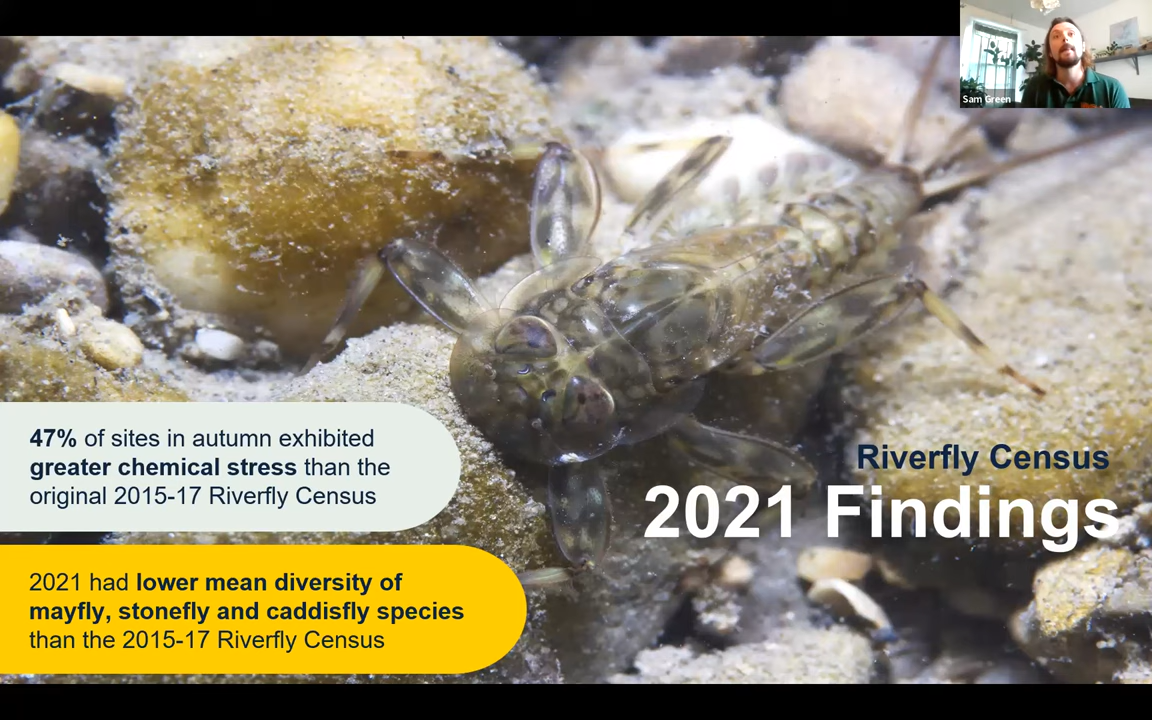 Sam Green
47% of sites in autumn exhibited
greater chemical stress than the
original 2015-17 Riverfly Census
Riverfly Census
2021 Findings
2021 had lower mean diversity of
mayfly, stonefly and caddisfly species
than the 2015-17 Riverfly Census